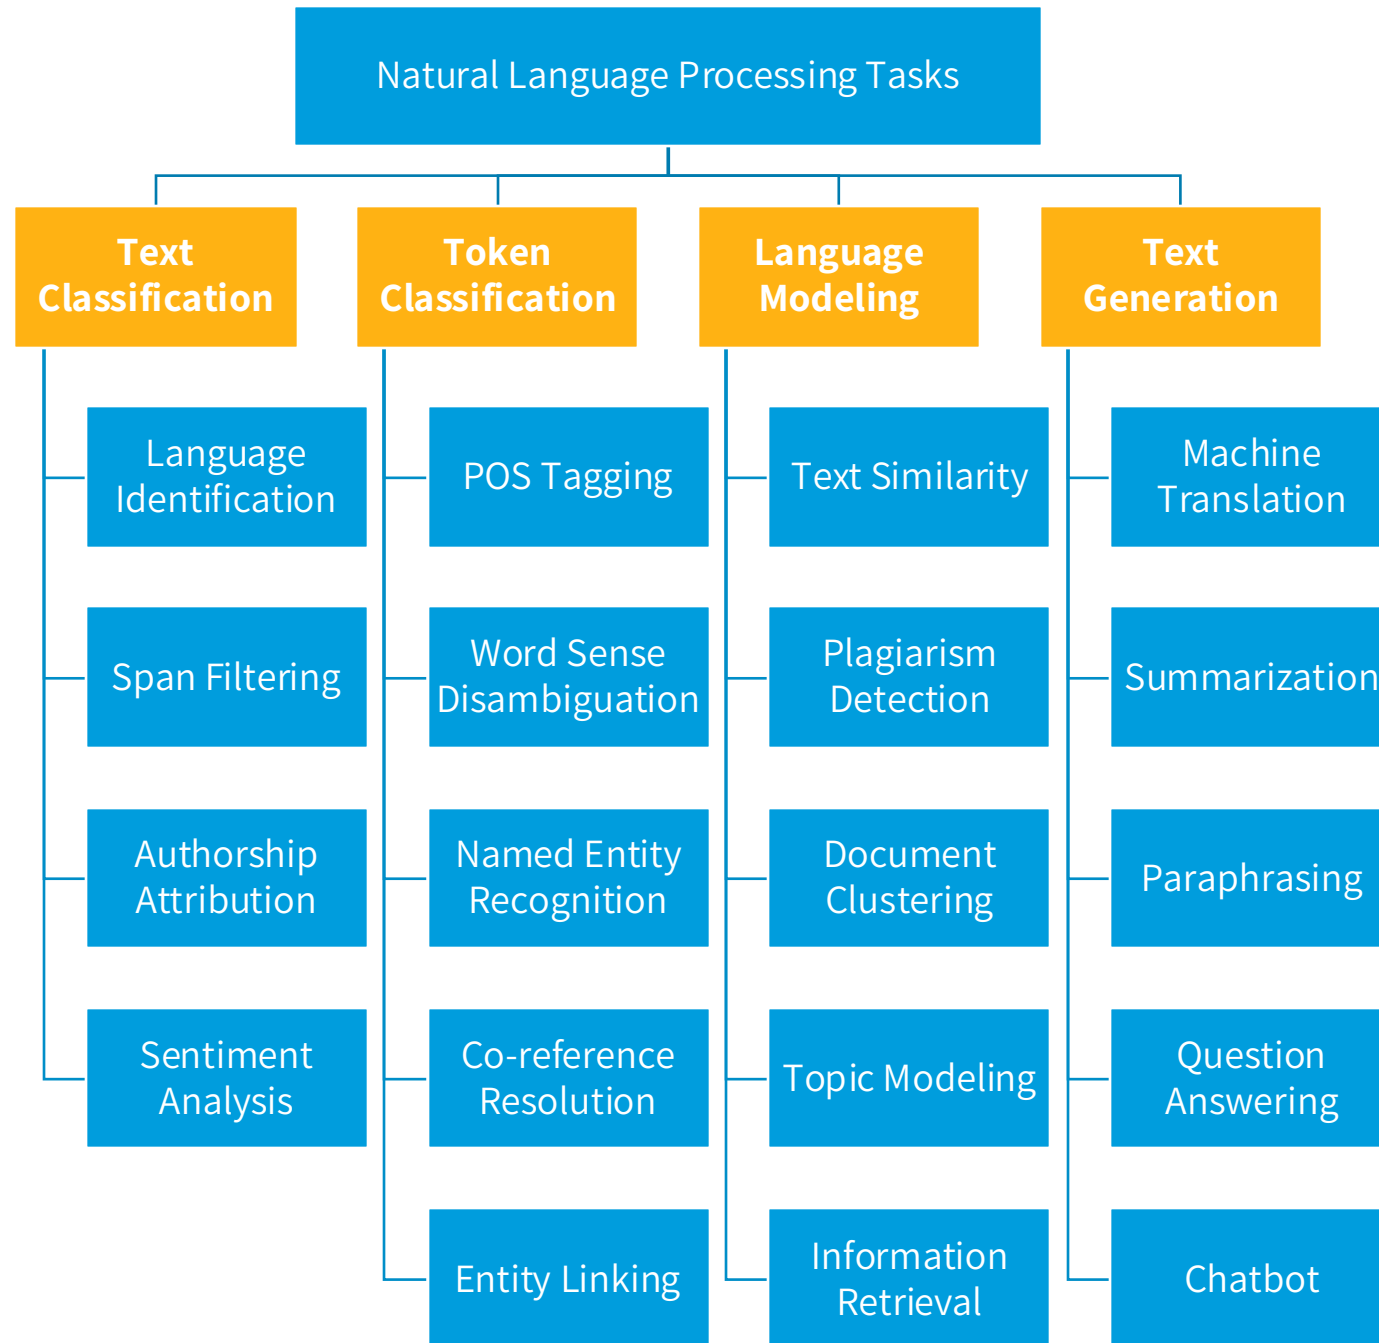 Natural Language Processing Tasks
Text
Classification
Token
Classification
Language
Modeling
Text
Generation
Language
Identification
POS Tagging
Text Similarity
Machine
Translation
Span Filtering
Word Sense
Disambiguation
Plagiarism
Detection
Summarization
Authorship
Attribution
Named Entity
Recognition
Document
Clustering
Paraphrasing
Sentiment
Analysis
Co-reference
Resolution
Topic Modeling
Question
Answering
Entity Linking
Information
Retrieval
Chatbot